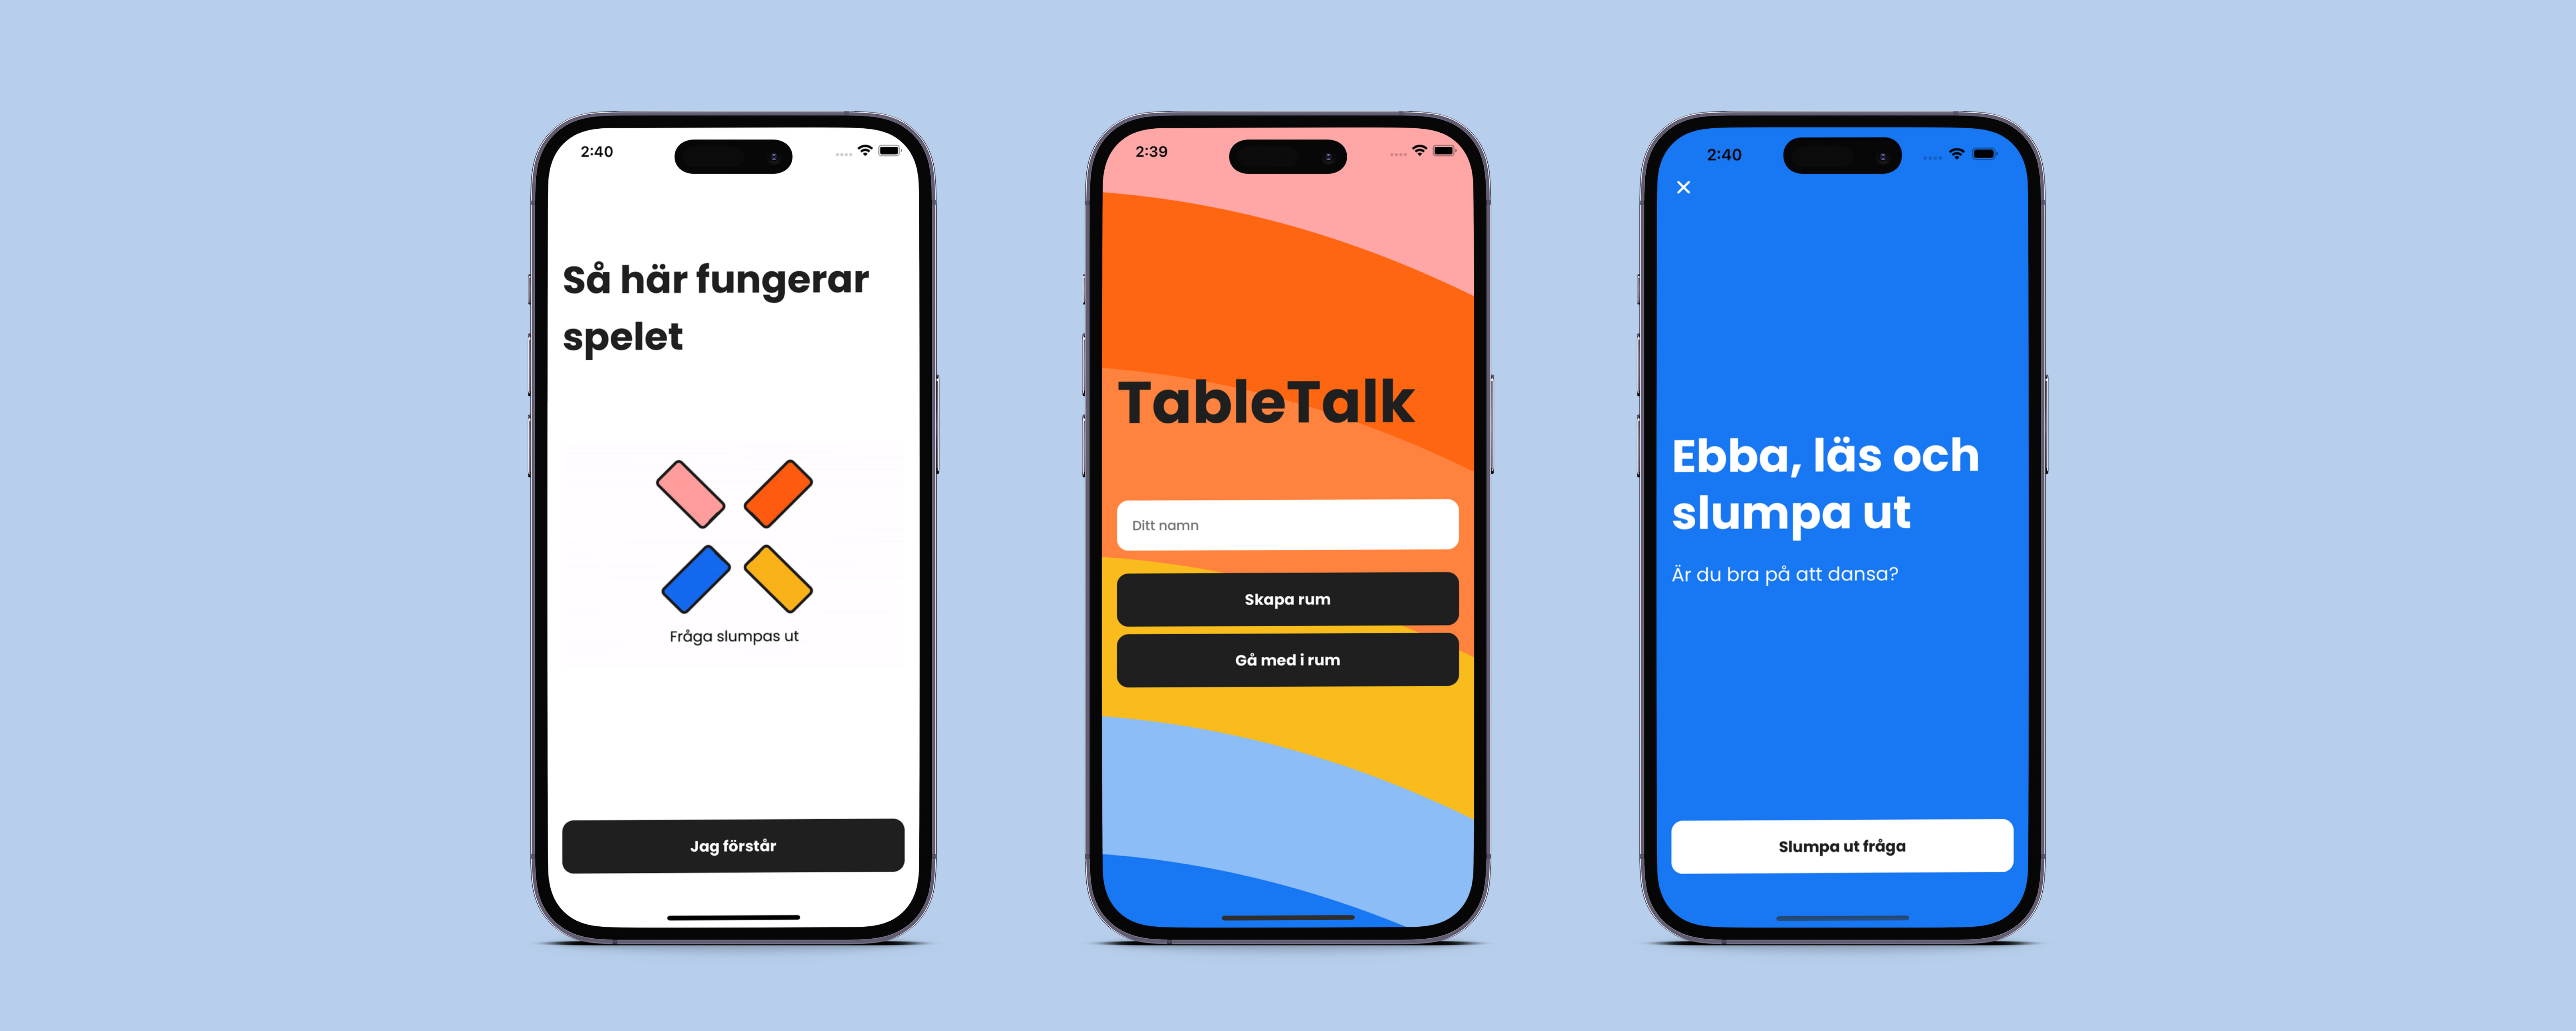 2:40
Så här fungerar
spelet
Fråga slumpas ut
Jag förstår
2:39
TableTalk
Ditt namn
Skapa rum
Gå med i rum
2:40
Ebba, läs och
slumpa ut
Är du bra på att dansa?
Slumpa ut fråga